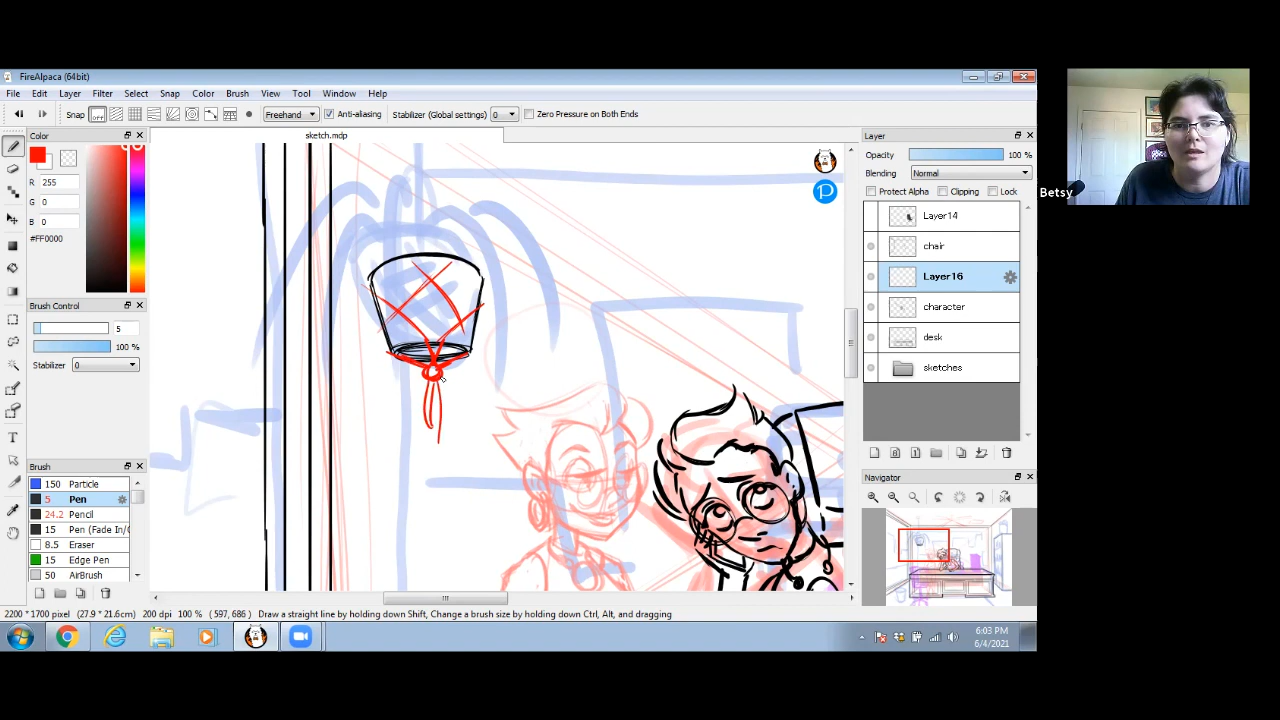 FireAlpaca (64bit)
File Edit Layer Filter Select Snap Color Brush View Tool Window Help
Snap OFF Freehand Anti-aliasing Stabilizer (Global settings) 0 Zero Pressure on Both Ends
Color
sketch.mdp
Layer
Opacity 100 %
Blending Normal
Protect Alpha Clipping Lock
R 255
G 0
B 0
#FF0000
Layer14
chair
Layer16
character
desk
sketches
Brush Control
5
100 %
Stabilizer 0
Brush
150 Particle
5 Pen
24.2 Pencil
15 Pen (Fade In/
8.5 Eraser
15 Edge Pen
50 AirBrush
Navigator
2200 * 1700 pixel (27.9 * 21.6cm) 200 dpi 100 % ( 597, 686 ) Draw a straight line by holding down Shift, Change a brush size by holding down Ctrl, Alt, and dragging
6:03 PM
6/4/2021
Betsy